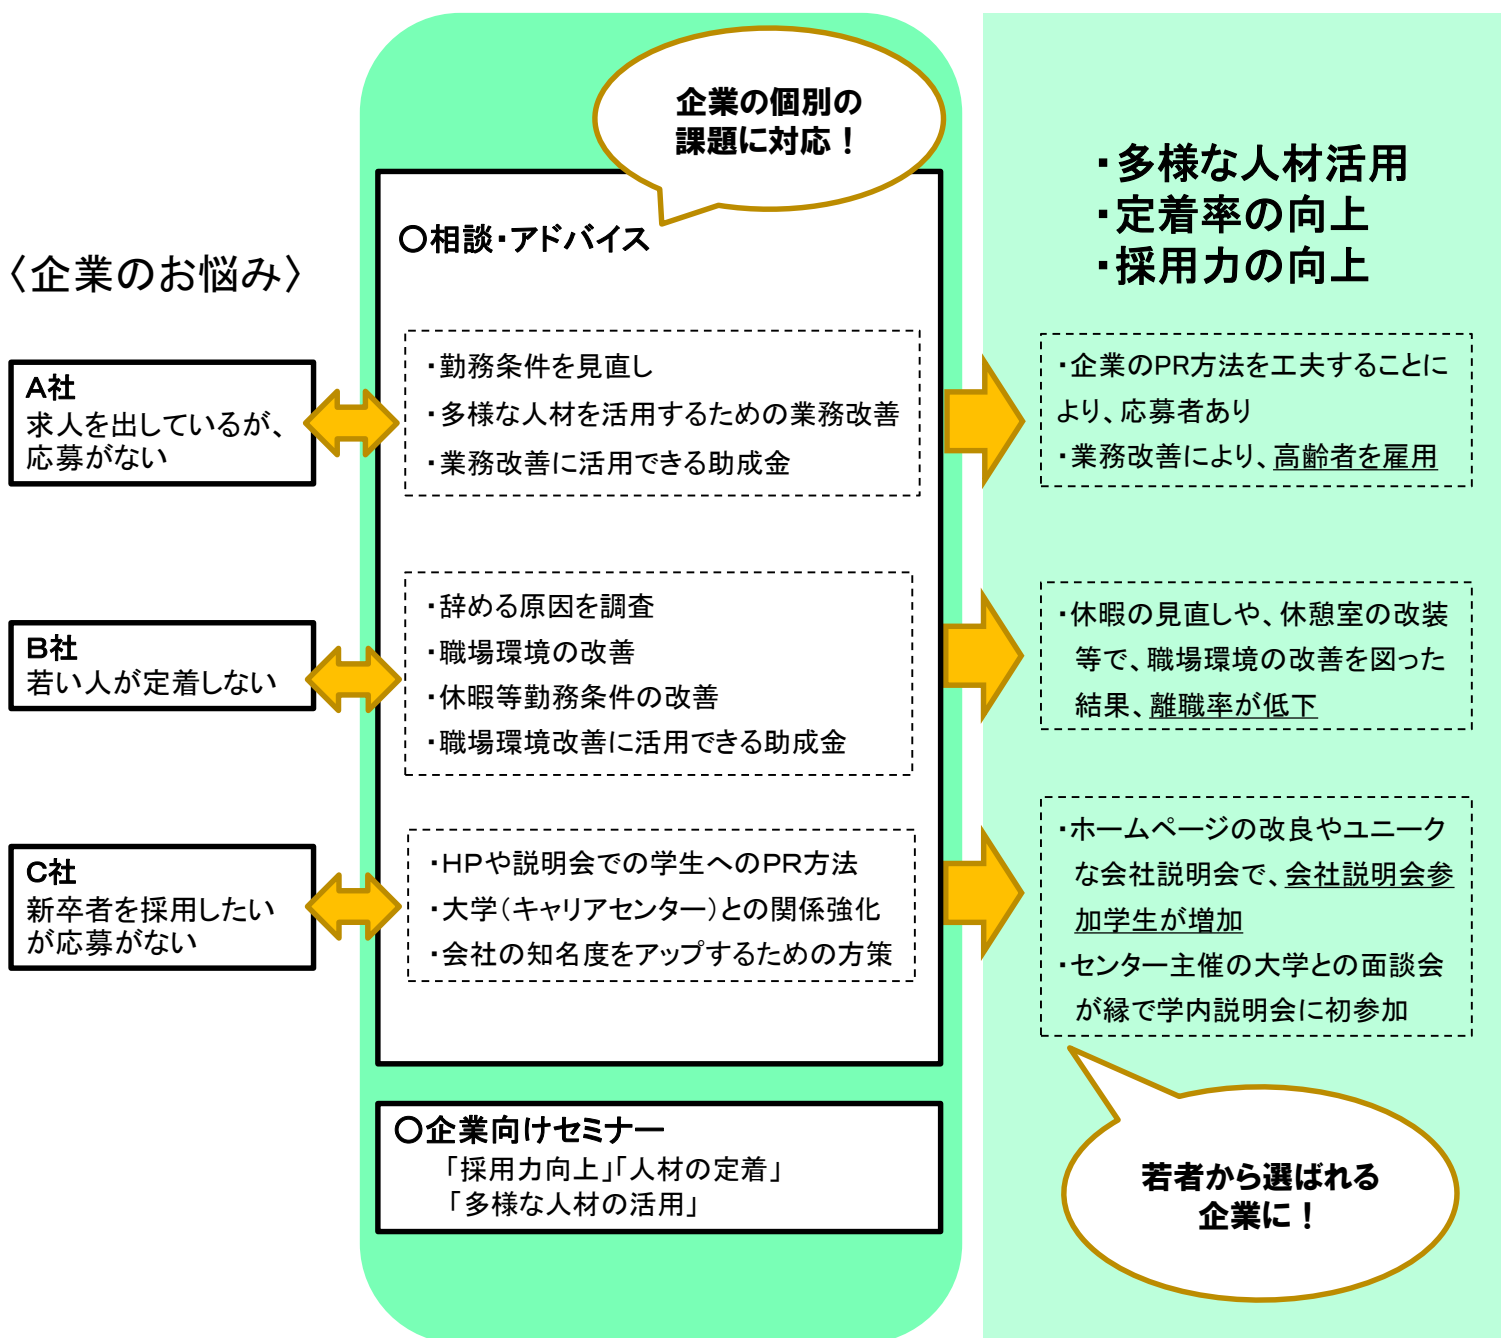 企業の個別の
課題に対応！
・多様な人材活用
・定着率の向上
・採用力の向上
〈企業のお悩み〉
○相談・アドバイス
A社
求人を出しているが、
応募がない
・勤務条件を見直し
・多様な人材を活用するための業務改善
・業務改善に活用できる助成金
・企業のPR方法を工夫することに
より、応募者あり
・業務改善により、高齢者を雇用
B社
若い人が定着しない
・辞める原因を調査
・職場環境の改善
・休暇等勤務条件の改善
・職場環境改善に活用できる助成金
・休暇の見直しや、休憩室の改装
等で、職場環境の改善を図った
結果、離職率が低下
C社
新卒者を採用したい
が応募がない
・HPや説明会での学生へのPR方法
・大学（キャリアセンター）との関係強化
・会社の知名度をアップするための方策
・ホームページの改良やユニーク
な会社説明会で、会社説明会参
加学生が増加
・センター主催の大学との面談会
が縁で学内説明会に初参加
○企業向けセミナー
「採用力向上」「人材の定着」
「多様な人材の活用」
若者から選ばれる
企業に！